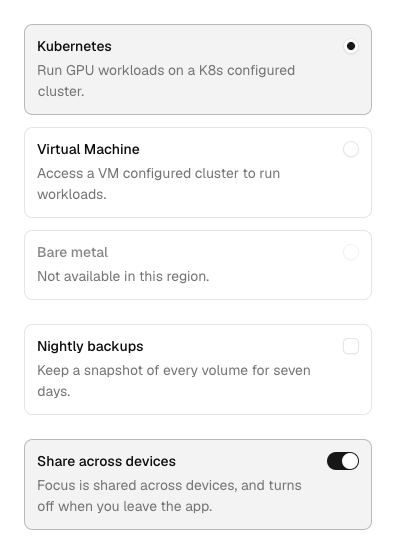 Kubernetes
Run GPU workloads on a K8s configured
cluster.
Virtual Machine
Access a VM configured cluster to run
workloads.
Bare metal
Not available in this region.
Nightly backups
Keep a snapshot of every volume for seven
days.
Share across devices
Focus is shared across devices, and turns
off when you leave the app.